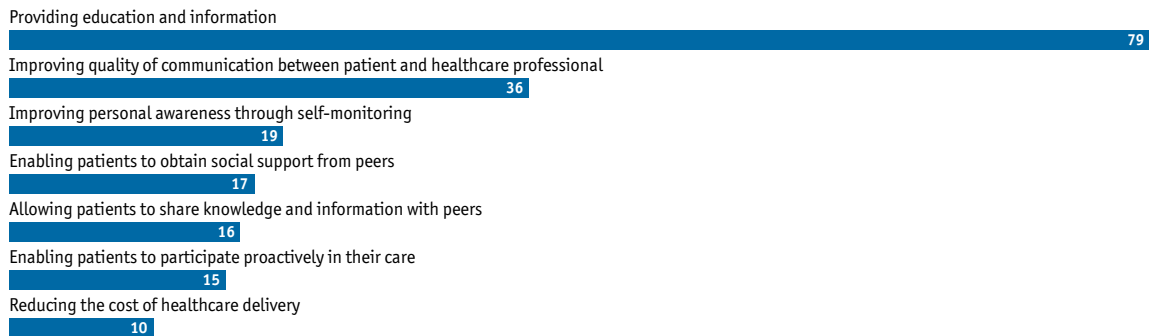 Providing education and information
79
Improving quality of communication between patient and healthcare professional
36
Improving personal awareness through self-monitoring
19
Enabling patients to obtain social support from peers
17
Allowing patients to share knowledge and information with peers
16
Enabling patients to participate proactively in their care
15
Reducing the cost of healthcare delivery
10